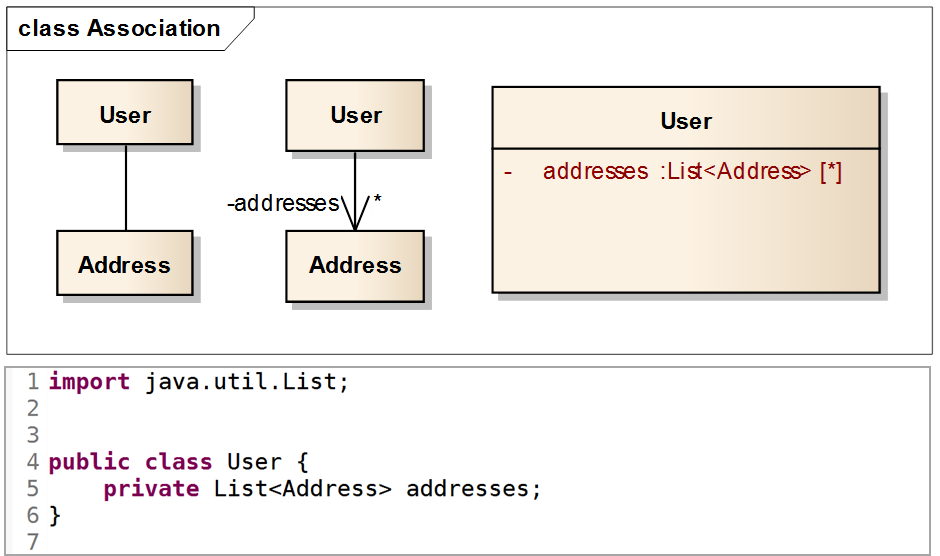 class Association
User
Address
User
-addresses *
Address
User
- addresses :List<Address> [*]
1 import java.util.List;
2
3
4 public class User {
5 private List<Address> addresses;
6 }
7